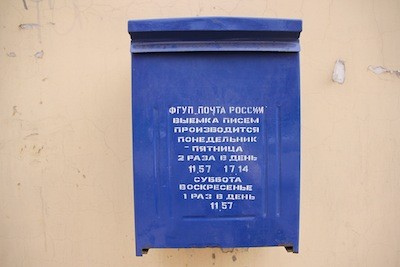 ФГУП ПОЧТА РОССИИ
ВЫЕМКА ПИСЕМ
ПРОИЗВОДИТСЯ
ПОНЕДЕЛЬНИК
- ПЯТНИЦА
2 РАЗА В ДЕНЬ
11.57 17.14
СУББОТА
ВОСКРЕСЕНЬЕ
1 РАЗ В ДЕНЬ
11.57